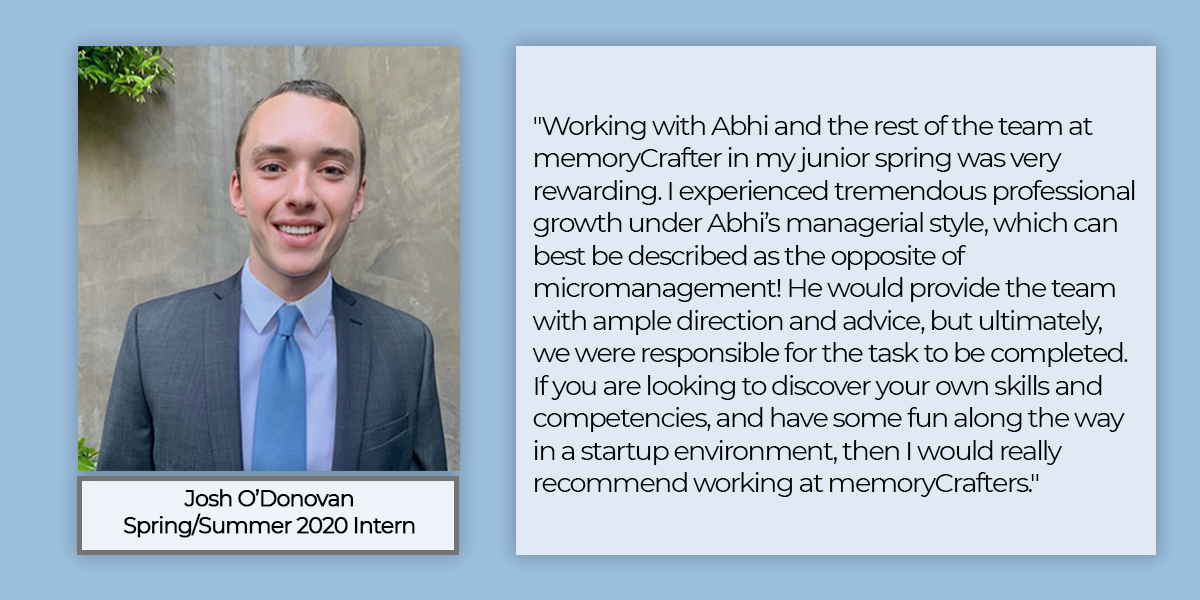 Josh O’Donovan
Spring/Summer 2020 Intern
"Working with Abhi and the rest of the team at
memoryCrafter in my junior spring was very
rewarding. I experienced tremendous professional
growth under Abhi’s managerial style, which can
best be described as the opposite of
micromanagement! He would provide the team
with ample direction and advice, but ultimately,
we were responsible for the task to be completed.
If you are looking to discover your own skills and
competencies, and have some fun along the way
in a startup environment, then I would really
recommend working at memoryCrafters."